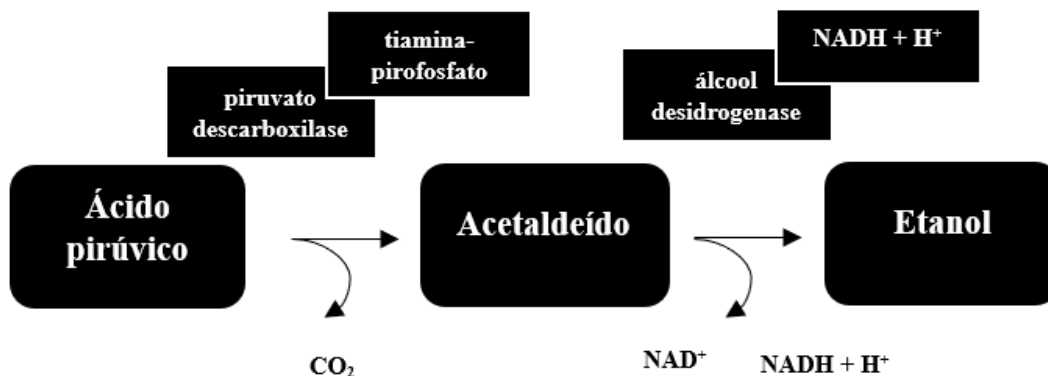 tiamina-
pirofosfato
NADH + H⁺
piruvato
descarboxilase
álcool
desidrogenase
Ácido
pirúvico
Acetaldeído
Etanol
CO₂
NAD⁺
NADH + H⁺